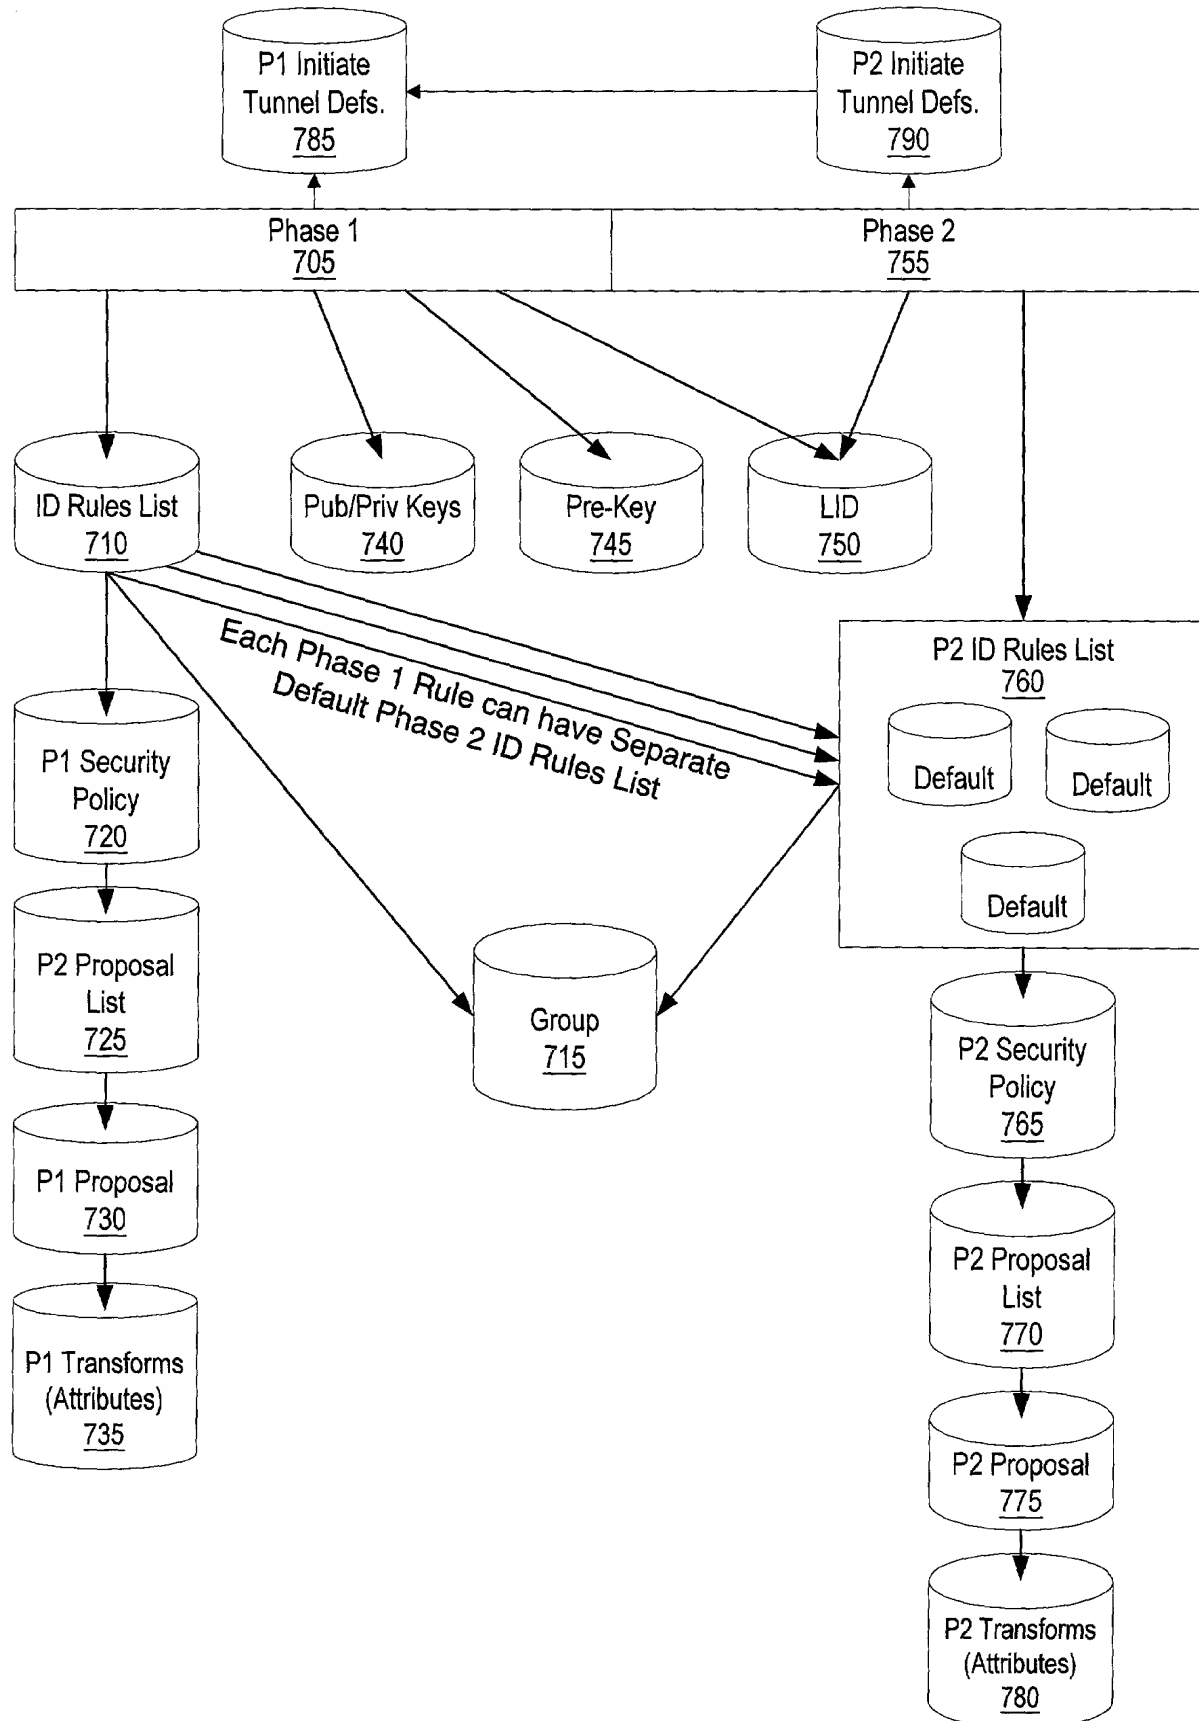 P1 Initiate
Tunnel Defs.
785
P2 Initiate
Tunnel Defs.
790
Phase 1
705
Phase 2
755
ID Rules List
710
Pub/Priv Keys
740
Pre-Key
745
LID
750
Each Phase 1 Rule can have Separate
Default Phase 2 ID Rules List
P2 ID Rules List
760
Default
Default
Default
P1 Security
Policy
720
P2 Proposal
List
725
Group
715
P2 Security
Policy
765
P1 Proposal
730
P2 Proposal
List
770
P1 Transforms
(Attributes)
735
P2 Proposal
775
P2 Transforms
(Attributes)
780